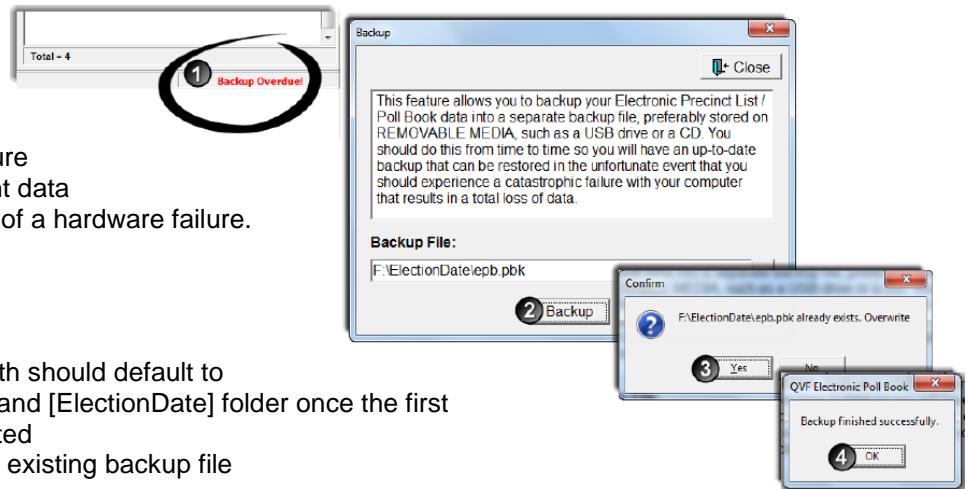 Total - 4
1
Backup Overdue!
ure
nt data
of a hardware failure.
th should default to
and [ElectionDate] folder once the first
ted
existing backup file
Backup
Close
This feature allows you to backup your Electronic Precinct List /
Poll Book data into a separate backup file, preferably stored on
REMOVABLE MEDIA, such as a USB drive or a CD. You
should do this from time to time so you will have an up-to-date
backup that can be restored in the unfortunate event that you
should experience a catastrophic failure with your computer
that results in a total loss of data.
Backup File:
F:\ElectionDate\epb.pbk
2 Backup
Confirm
F:\ElectionDate\epb.pbk already exists. Overwrite
3 Yes
No
QVF Electronic Poll Book
Backup finished successfully.
4 OK